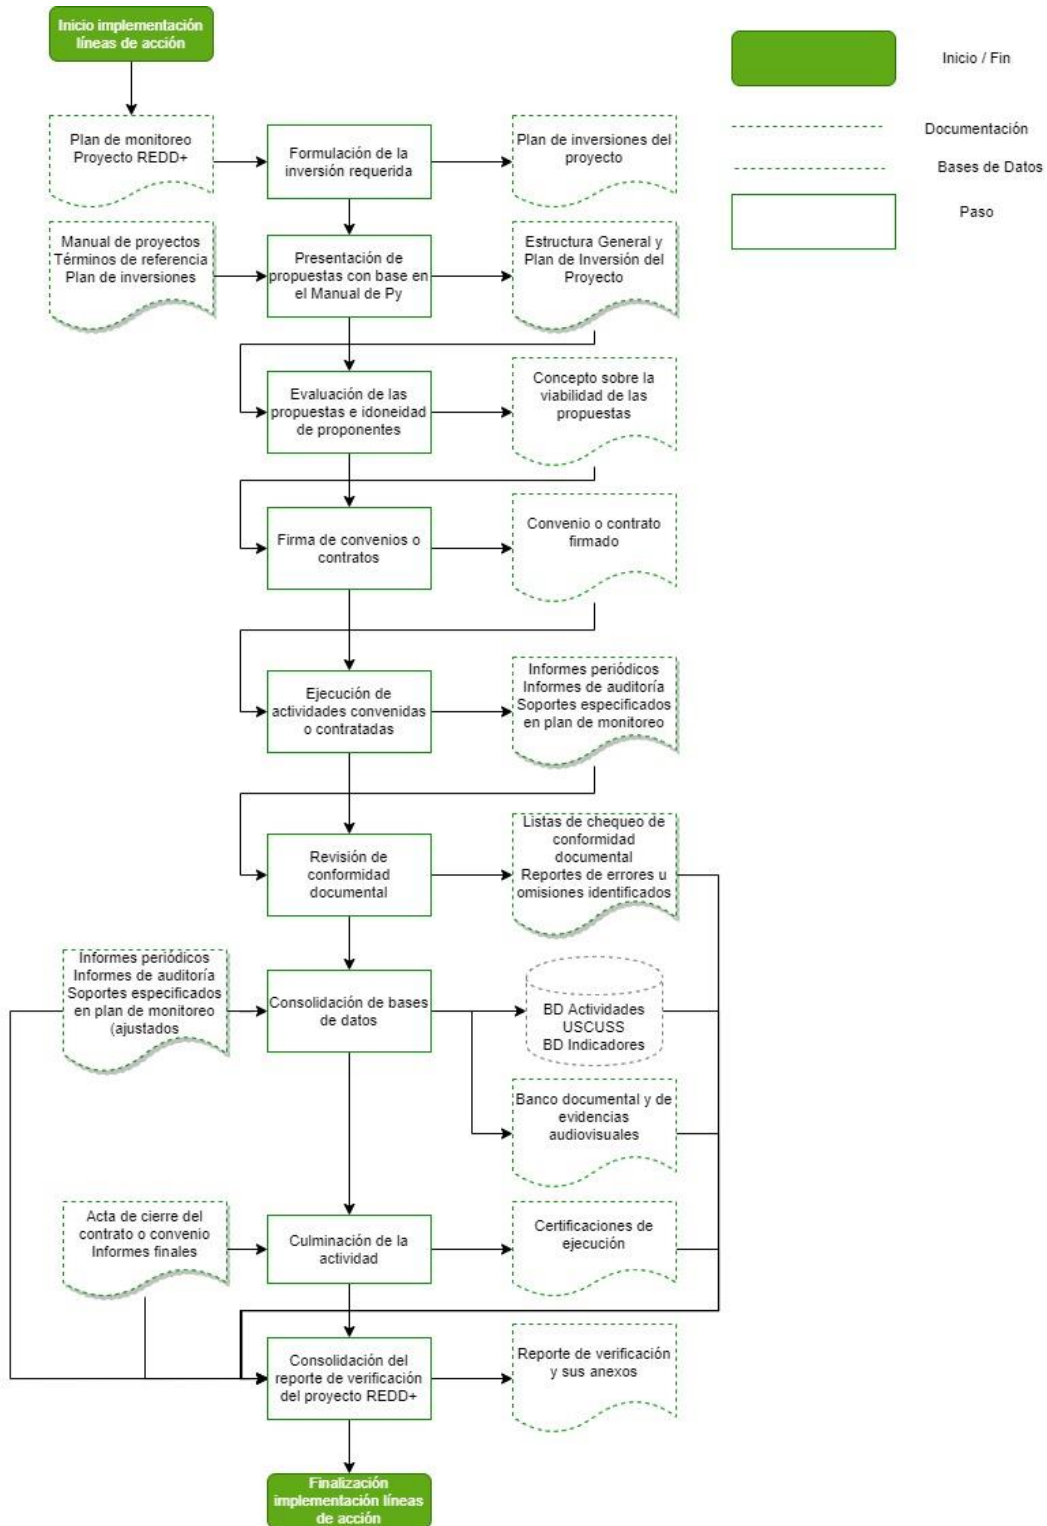 Inicio implementación
líneas de acción
Inicio / Fin
Documentación
Bases de Datos
Paso
Plan de monitoreo
Proyecto REDD+
Formulación de la
inversión requerida
Plan de inversiones del
proyecto
Manual de proyectos
Términos de referencia
Plan de inversiones
Presentación de
propuestas con base en
el Manual de Py
Estructura General y
Plan de Inversión del
Proyecto
Evaluación de las
propuestas e idoneidad
de proponentes
Concepto sobre la
viabilidad de las
propuestas
Firma de convenios o
contratos
Convenio o contrato
firmado
Ejecución de
actividades convenidas
o contratadas
Informes periódicos
Informes de auditoría
Soportes especificados
en plan de monitoreo
Revisión de
conformidad
documental
Listas de chequeo de
conformidad
documental
Reportes de errores u
omisiones identificados
Informes periódicos
Informes de auditoría
Soportes especificados
en plan de monitoreo
(ajustados
Consolidación de bases
de datos
BD Actividades
USCUSS
BD Indicadores
Banco documental y de
evidencias
audiovisuales
Acta de cierre del
contrato o convenio
Informes finales
Culminación de la
actividad
Certificaciones de
ejecución
Consolidación del
reporte de verificación
del proyecto REDD+
Reporte de verificación
y sus anexos
Finalización
implementación líneas
de acción